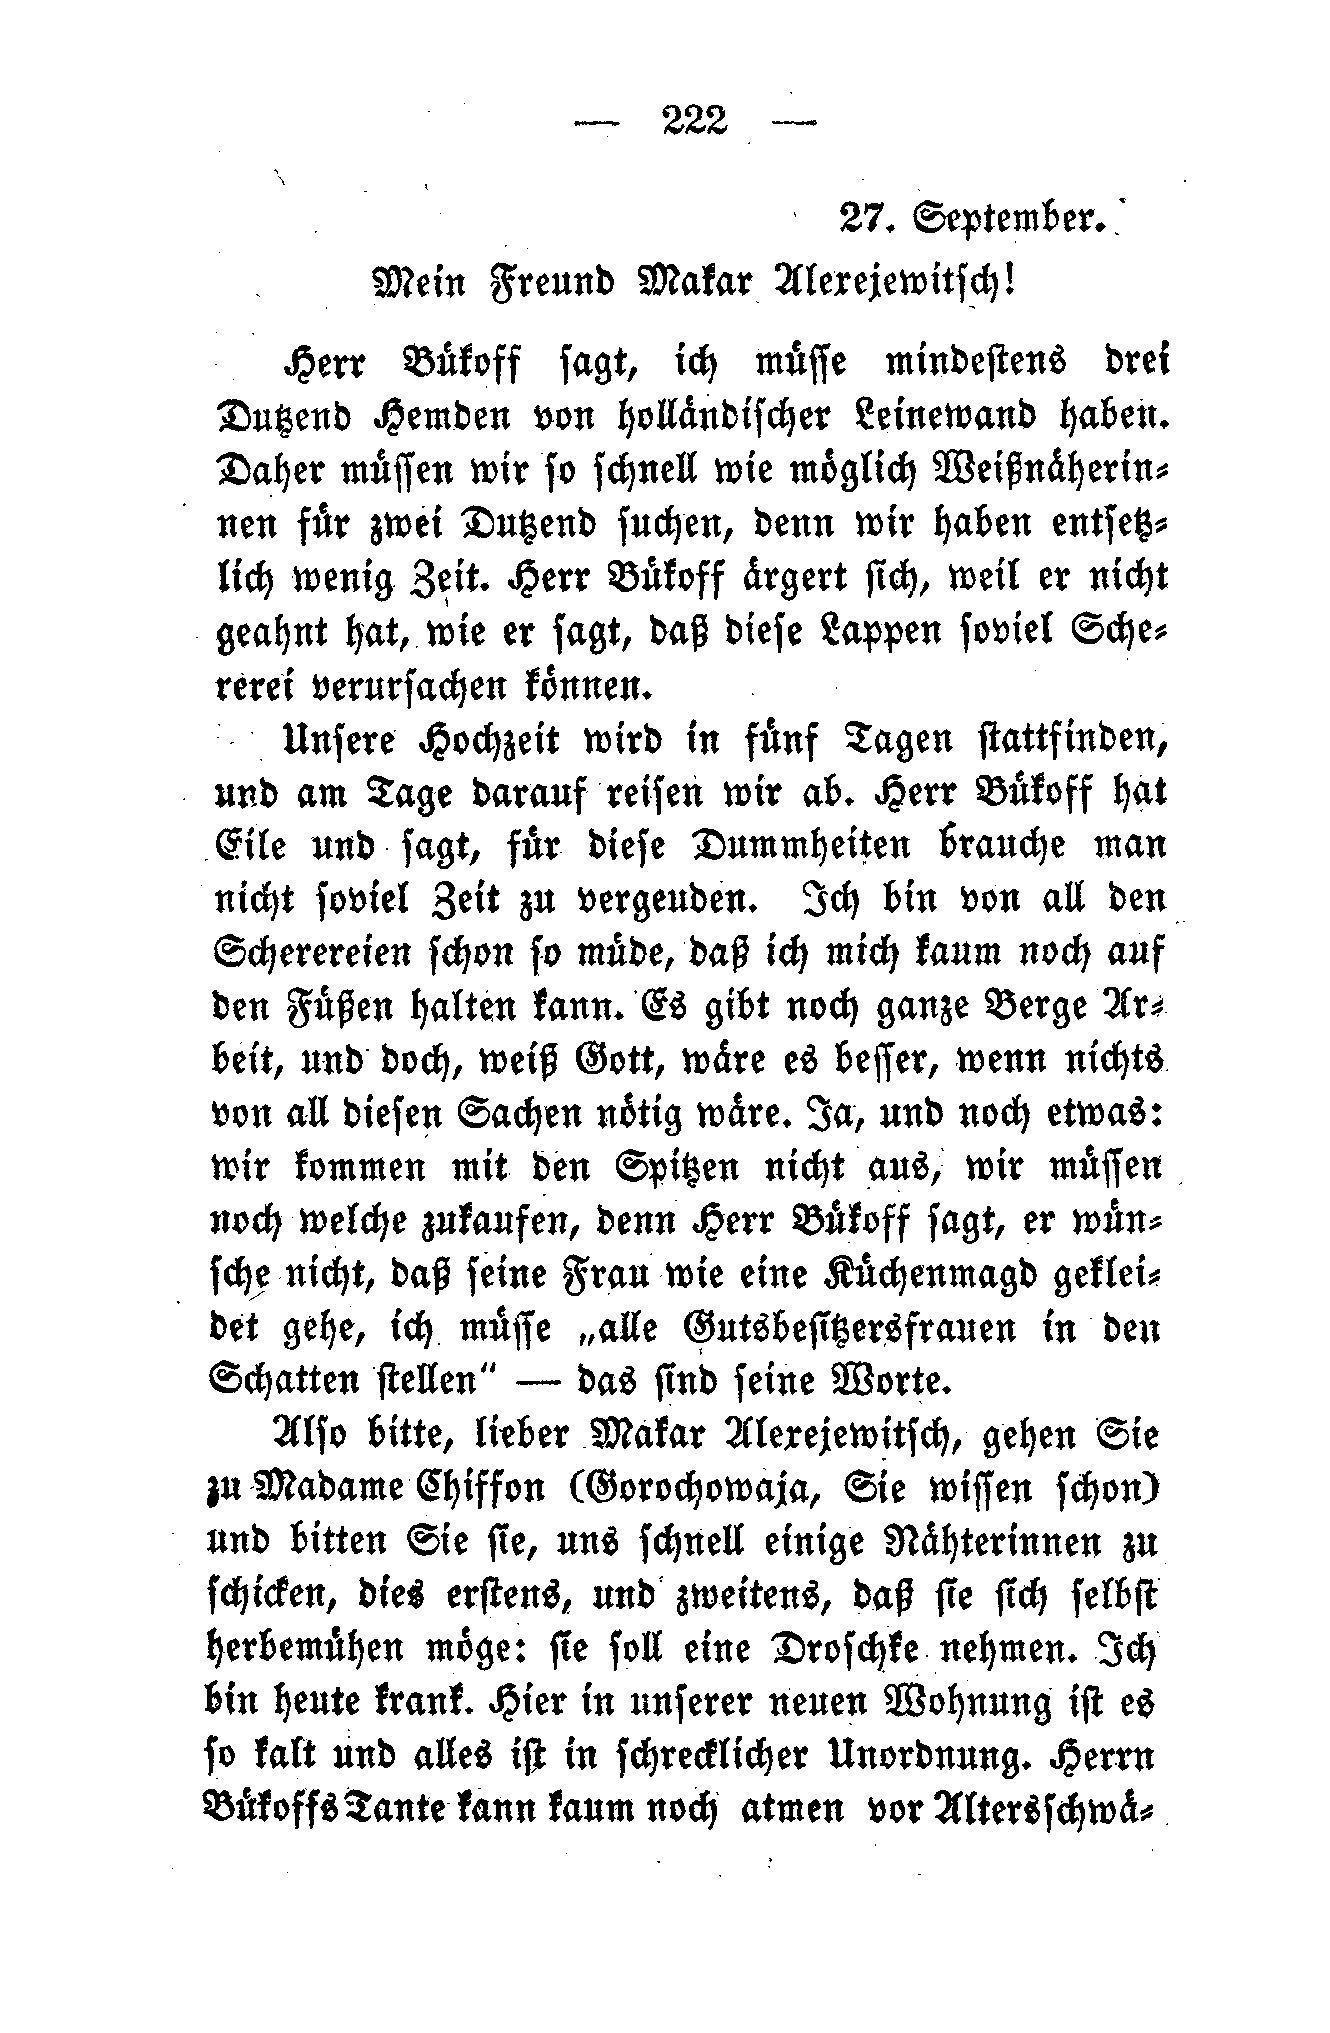 — 222 —
27. September.
Mein Freund Makar Alexejewitsch!
Herr Bükoff sagt, ich müsse mindestens drei
Dutzend Hemden von holländischer Leinewand haben.
Daher müssen wir so schnell wie möglich Weißnäherin-
nen für zwei Dutzend suchen, denn wir haben entsetz-
lich wenig Zeit. Herr Bükoff ärgert sich, weil er nicht
geahnt hat, wie er sagt, daß diese Lappen soviel Sche-
rerei verursachen können.
Unsere Hochzeit wird in fünf Tagen stattfinden,
und am Tage darauf reisen wir ab. Herr Bükoff hat
Eile und sagt, für diese Dummheiten brauche man
nicht soviel Zeit zu vergeuden. Ich bin von all den
Scherereien schon so müde, daß ich mich kaum noch auf
den Füßen halten kann. Es gibt noch ganze Berge Ar-
beit, und doch, weiß Gott, wäre es besser, wenn nichts
von all diesen Sachen nötig wäre. Ja, und noch etwas:
wir kommen mit den Spitzen nicht aus, wir müssen
noch welche zukaufen, denn Herr Bükoff sagt, er wün-
sche nicht, daß seine Frau wie eine Küchenmagd geklei-
det gehe, ich müsse „alle Gutsbesitzersfrauen in den
Schatten stellen“ — das sind seine Worte.
Also bitte, lieber Makar Alexejewitsch, gehen Sie
zu Madame Chiffon (Gorochowaja, Sie wissen schon)
und bitten Sie sie, uns schnell einige Nähterinnen zu
schicken, dies erstens, und zweitens, daß sie sich selbst
herbemühen möge: sie soll eine Droschke nehmen. Ich
bin heute krank. Hier in unserer neuen Wohnung ist es
so kalt und alles ist in schrecklicher Unordnung. Herrn
Bükoffs Tante kann kaum noch atmen vor Altersschwä-